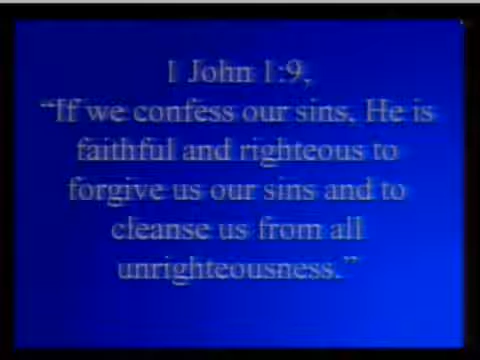 1 John 1:9,
“If we confess our sins, He is
faithful and righteous to
forgive us our sins and to
cleanse us from all
unrighteousness.”